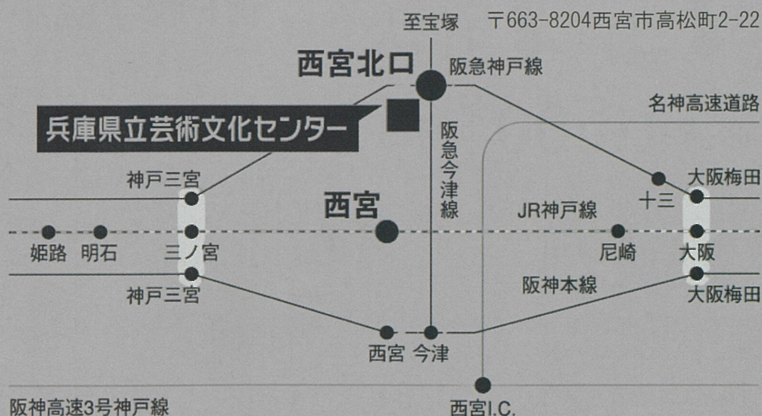 至宝塚
〒663-8204西宮市高松町2-22
西宮北口
阪急神戸線
名神高速道路
兵庫県立芸術文化センター
阪急今津線
神戸三宮
大阪梅田
十三
西宮
JR神戸線
姫路
明石
三ノ宮
尼崎
大阪
神戸三宮
阪神本線
大阪梅田
西宮
今津
阪神高速3号神戸線
西宮I.C.